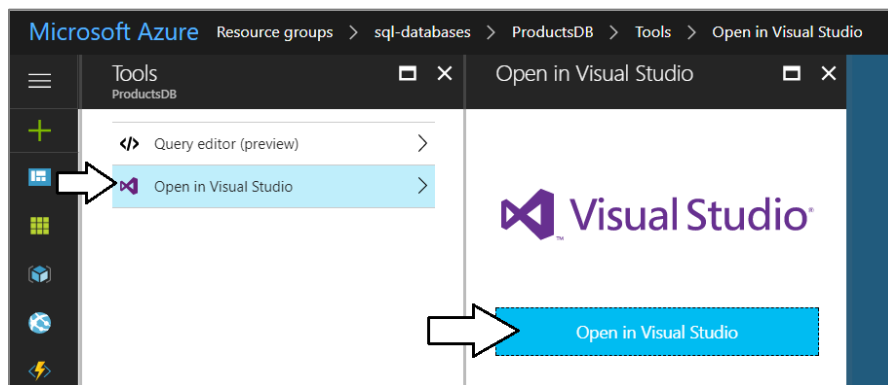 Microsoft Azure Resource groups > sql-databases > ProductsDB > Tools > Open in Visual Studio
Tools
ProductsDB
Query editor (preview)
Open in Visual Studio
Open in Visual Studio
Visual Studio
Open in Visual Studio